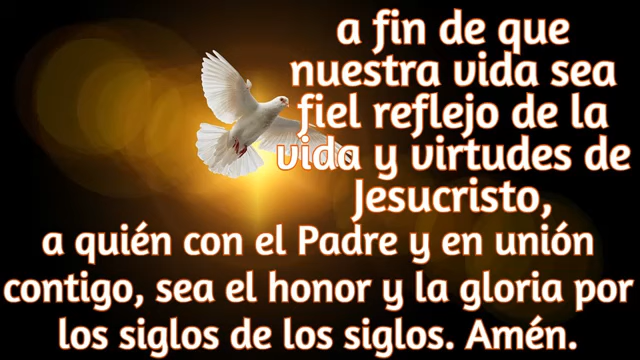 a fin de que
nuestra vida sea
fiel reflejo de la
vida y virtudes de
Jesucristo,
a quién con el Padre y en unión
contigo, sea el honor y la gloria por
los siglos de los siglos. Amén.